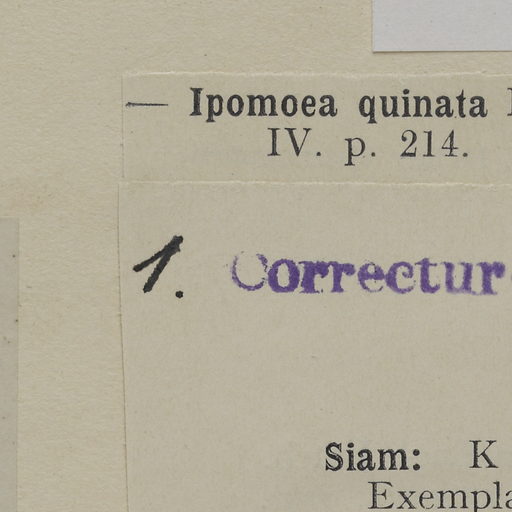 — Ipomoea quinata
IV. p. 214.
1. Correctur
Siam: K
Exempla